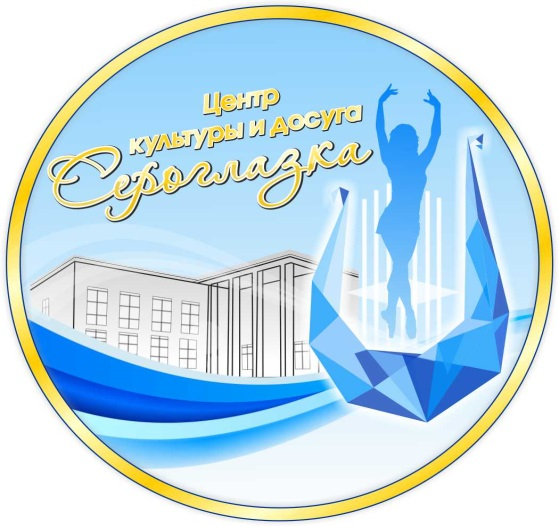 Центр
культуры и досуга
Сероглазка